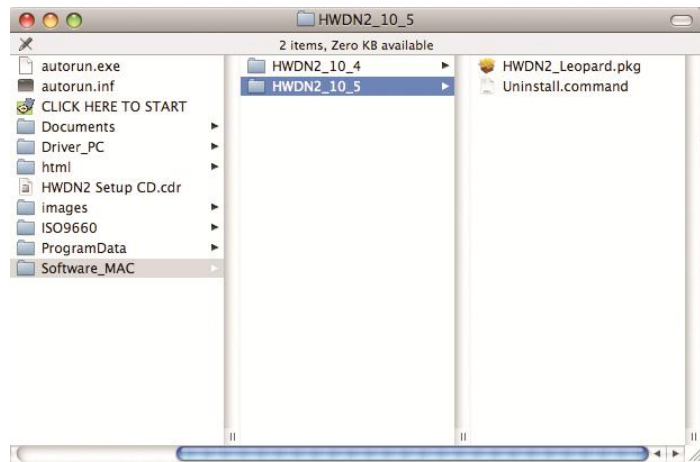 HWDN2_10_5
2 items, Zero KB available
autorun.exe
autorun.inf
CLICK HERE TO START
Documents
Driver_PC
html
HWDN2 Setup CD.cdr
images
ISO9660
ProgramData
Software_MAC
HWDN2_10_4
HWDN2_10_5
HWDN2_Leopard.pkg
Uninstall.command